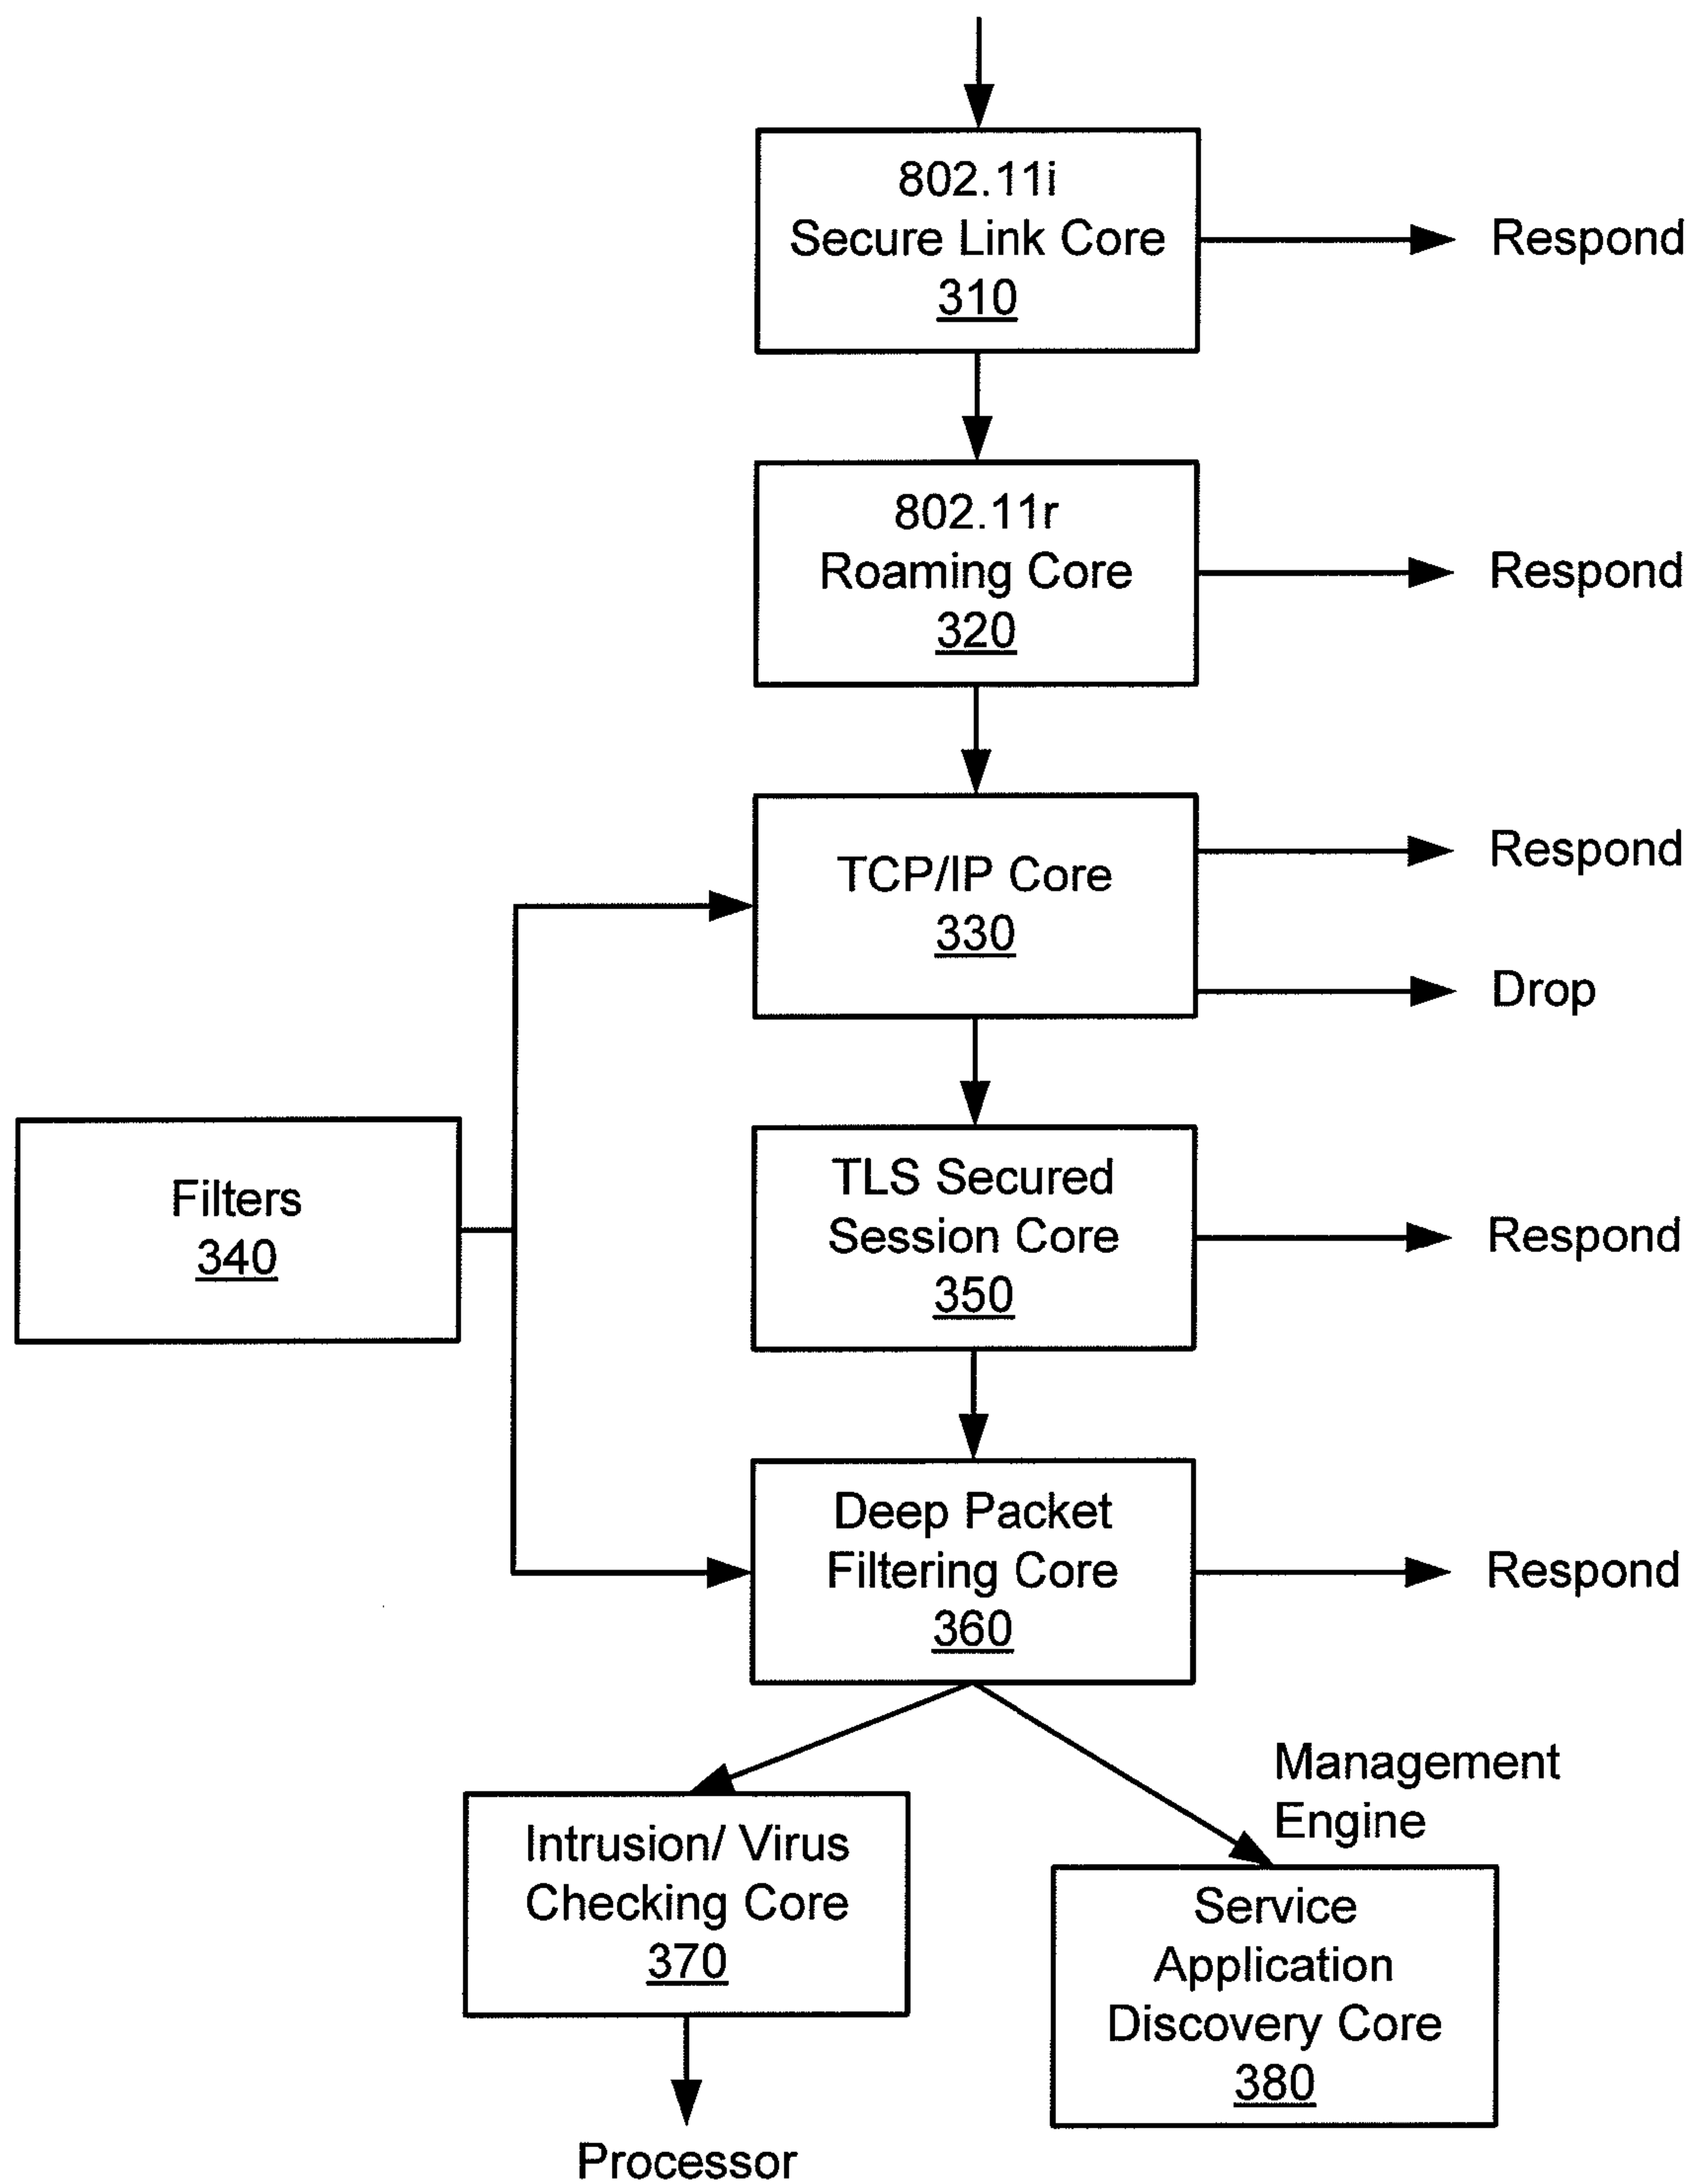 802.11i
Secure Link Core
310
Respond
802.11r
Roaming Core
320
Respond
TCP/IP Core
330
Respond
Drop
Filters
340
TLS Secured
Session Core
350
Respond
Deep Packet
Filtering Core
360
Respond
Management
Engine
Intrusion/ Virus
Checking Core
370
Service
Application
Discovery Core
380
Processor